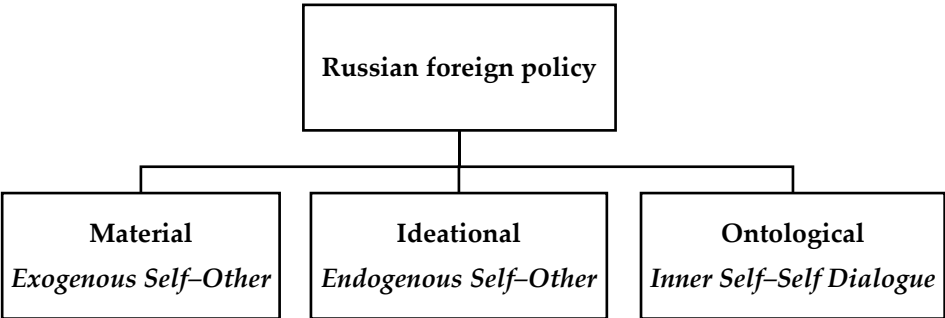 Russian foreign policy
Material
Exogenous Self–Other
Ideational
Endogenous Self–Other
Ontological
Inner Self–Self Dialogue